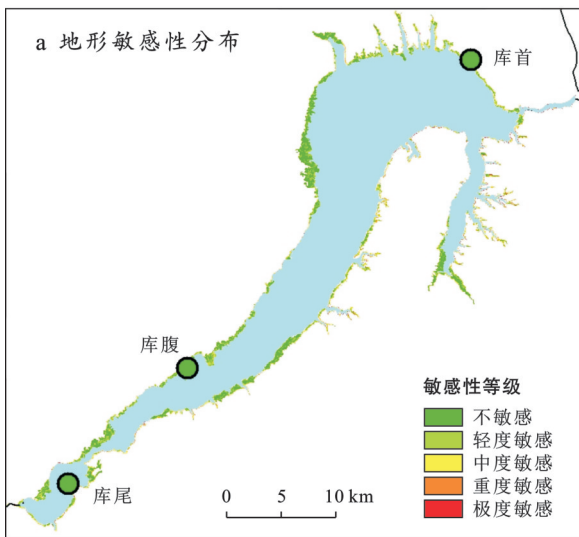 a 地形敏感性分布
库首
库腹
库尾
0 5 10 km
敏感性等级
不敏感
轻度敏感
中度敏感
重度敏感
极度敏感